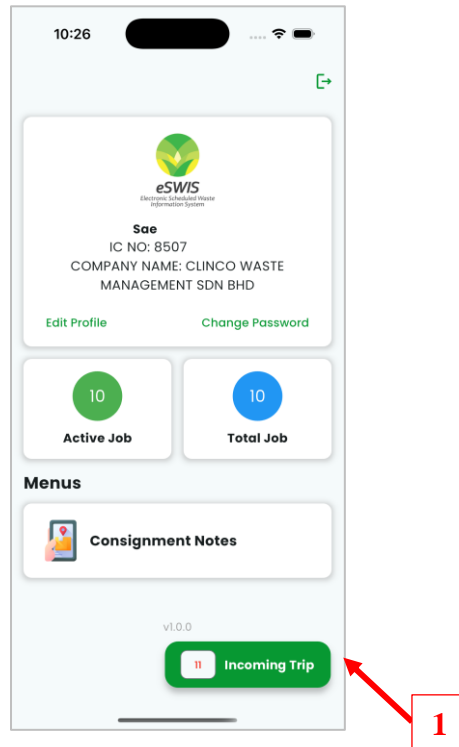 10:26
eSWIS
Electronic Scheduled Waste
Information System
Sae
IC NO: 8507
COMPANY NAME: CLINCO WASTE
MANAGEMENT SDN BHD
Edit Profile Change Password
10 10
Active Job Total Job
Menus
Consignment Notes
v1.0.0
11 Incoming Trip
1